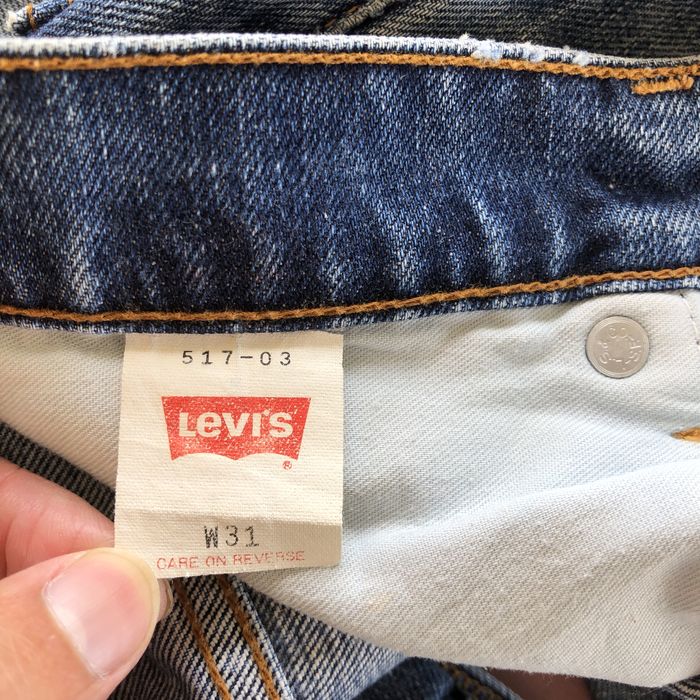 517-03
Levi's
®
W31
CARE ON REVERSE